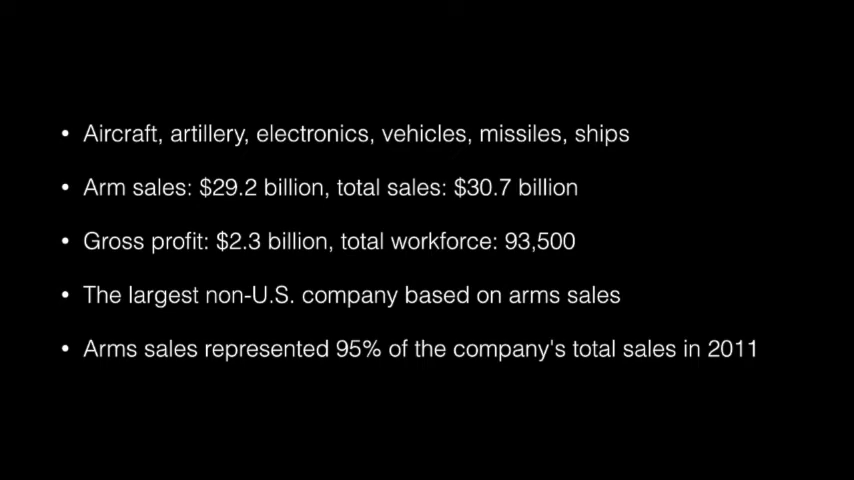 • Aircraft, artillery, electronics, vehicles, missiles, ships
• Arm sales: $29.2 billion, total sales: $30.7 billion
• Gross profit: $2.3 billion, total workforce: 93,500
• The largest non-U.S. company based on arms sales
• Arms sales represented 95% of the company's total sales in 2011